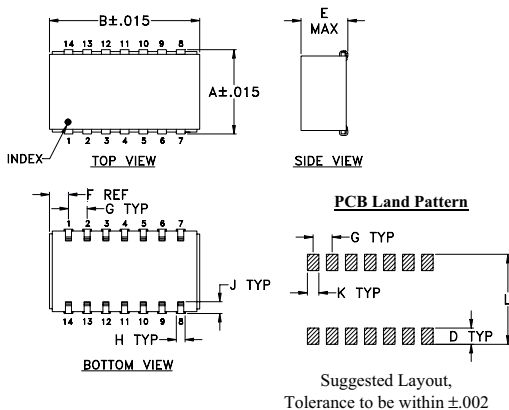 B±.015
14 13 12 11 10 9 8
A±.015
INDEX
1 2 3 4 5 6 7
TOP VIEW
E
MAX
SIDE VIEW
F REF
G TYP
1 2 3 4 5 6 7
J TYP
14 13 12 11 10 9 8
H TYP
BOTTOM VIEW
PCB Land Pattern
G TYP
K TYP
L
D TYP
Suggested Layout,
Tolerance to be within ±.002